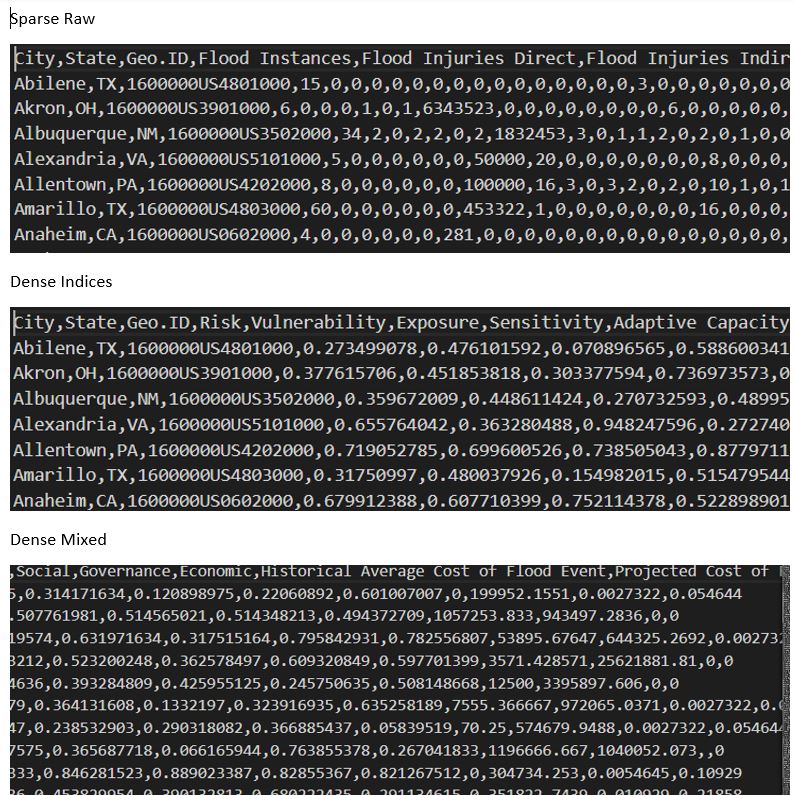 Sparse Raw
City,State,Geo.ID,Flood Instances,Flood Injuries Direct,Flood Injuries Indir
Abilene,TX,1600000US4801000,15,0,0,0,0,0,0,0,0,0,0,0,0,0,0,0,3,0,0,0,0,0,0,0
Akron,OH,1600000US3901000,6,0,0,0,1,0,1,6343523,0,0,0,0,0,0,0,0,6,0,0,0,0,0,
Albuquerque,NM,1600000US3502000,34,2,0,2,2,0,2,1832453,3,0,1,1,2,0,2,0,1,0,0
Alexandria,VA,1600000US5101000,5,0,0,0,0,0,0,50000,20,0,0,0,0,0,0,0,8,0,0,0,
Allentown,PA,1600000US4202000,8,0,0,0,0,0,0,100000,16,3,0,3,2,0,2,0,10,1,0,1
Amarillo,TX,1600000US4803000,60,0,0,0,0,0,0,453322,1,0,0,0,0,0,0,0,16,0,0,0,
Anaheim,CA,1600000US0602000,4,0,0,0,0,0,0,281,0,0,0,0,0,0,0,0,0,0,0,0,0,0,0,
Dense Indices
City,State,Geo.ID,Risk,Vulnerability,Exposure,Sensitivity,Adaptive Capacity
Abilene,TX,1600000US4801000,0.273499078,0.476101592,0.070896565,0.588600341
Akron,OH,1600000US3901000,0.377615706,0.451853818,0.303377594,0.736973573,0
Albuquerque,NM,1600000US3502000,0.359672009,0.448611424,0.270732593,0.48995
Alexandria,VA,1600000US5101000,0.655764042,0.363280488,0.948247596,0.272740
Allentown,PA,1600000US4202000,0.719052785,0.699600526,0.738505043,0.8779711
Amarillo,TX,1600000US4803000,0.31750997,0.480037926,0.154982015,0.515479544
Anaheim,CA,1600000US0602000,0.679912388,0.607710399,0.752114378,0.522898901
Dense Mixed
,Social,Governance,Economic,Historical Average Cost of Flood Event,Projected Cost of
5,0.314171634,0.120898975,0.22060892,0.601007007,0,199952.1551,0.0027322,0.054644
.507761981,0.514565021,0.514348213,0.494372709,1057253.833,943497.2836,0,0
19574,0.631971634,0.317515164,0.795842931,0.782556807,53895.67647,644325.2692,0.002732
3212,0.523200248,0.362578497,0.609320849,0.597701399,3571.428571,25621881.81,0,0
4636,0.393284809,0.425955125,0.245750635,0.508148668,12500,3395897.606,0,0
79,0.364131608,0.1332197,0.323916935,0.635258189,7555.366667,972065.0371,0.0027322,0.0
47,0.238532903,0.290318082,0.366885437,0.05839519,70.25,574679.9488,0.0027322,0.054644
7575,0.365687718,0.066165944,0.763855378,0.267041833,1196666.667,1040052.073,,0
333,0.846281523,0.889023387,0.82855367,0.821267512,0,304734.253,0.0054645,0.10929